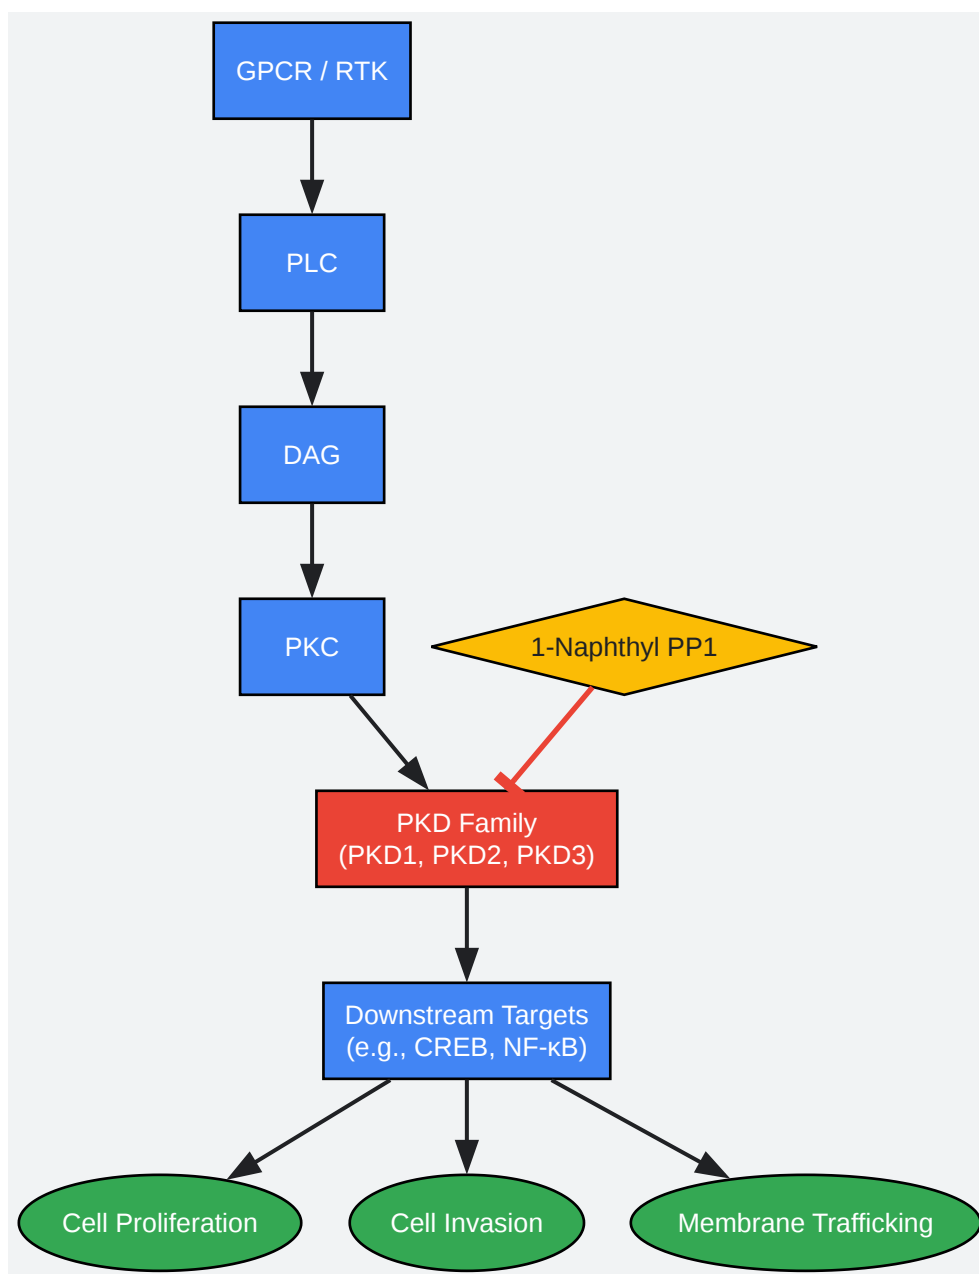 GPCR / RTK
PLC
DAG
PKC
1-Naphthyl PP1
PKD Family
(PKD1, PKD2, PKD3)
Downstream Targets
(e.g., CREB, NF-κB)
Cell Proliferation
Cell Invasion
Membrane Trafficking